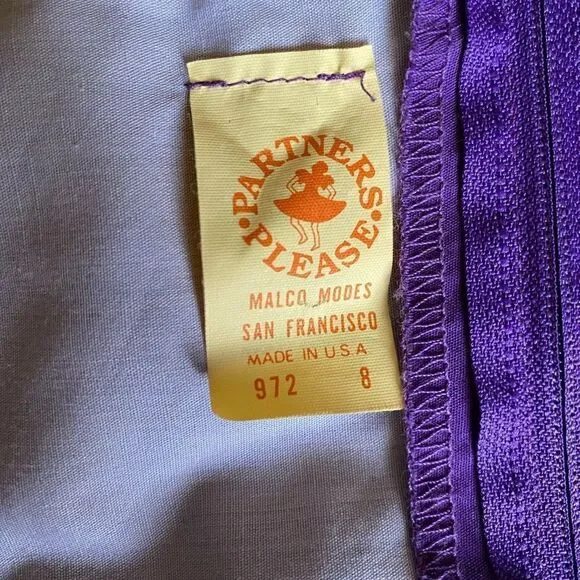 • PARTNERS •
PLEASE
MALCO MODES
SAN FRANCISCO
MADE IN U.S.A
972 8